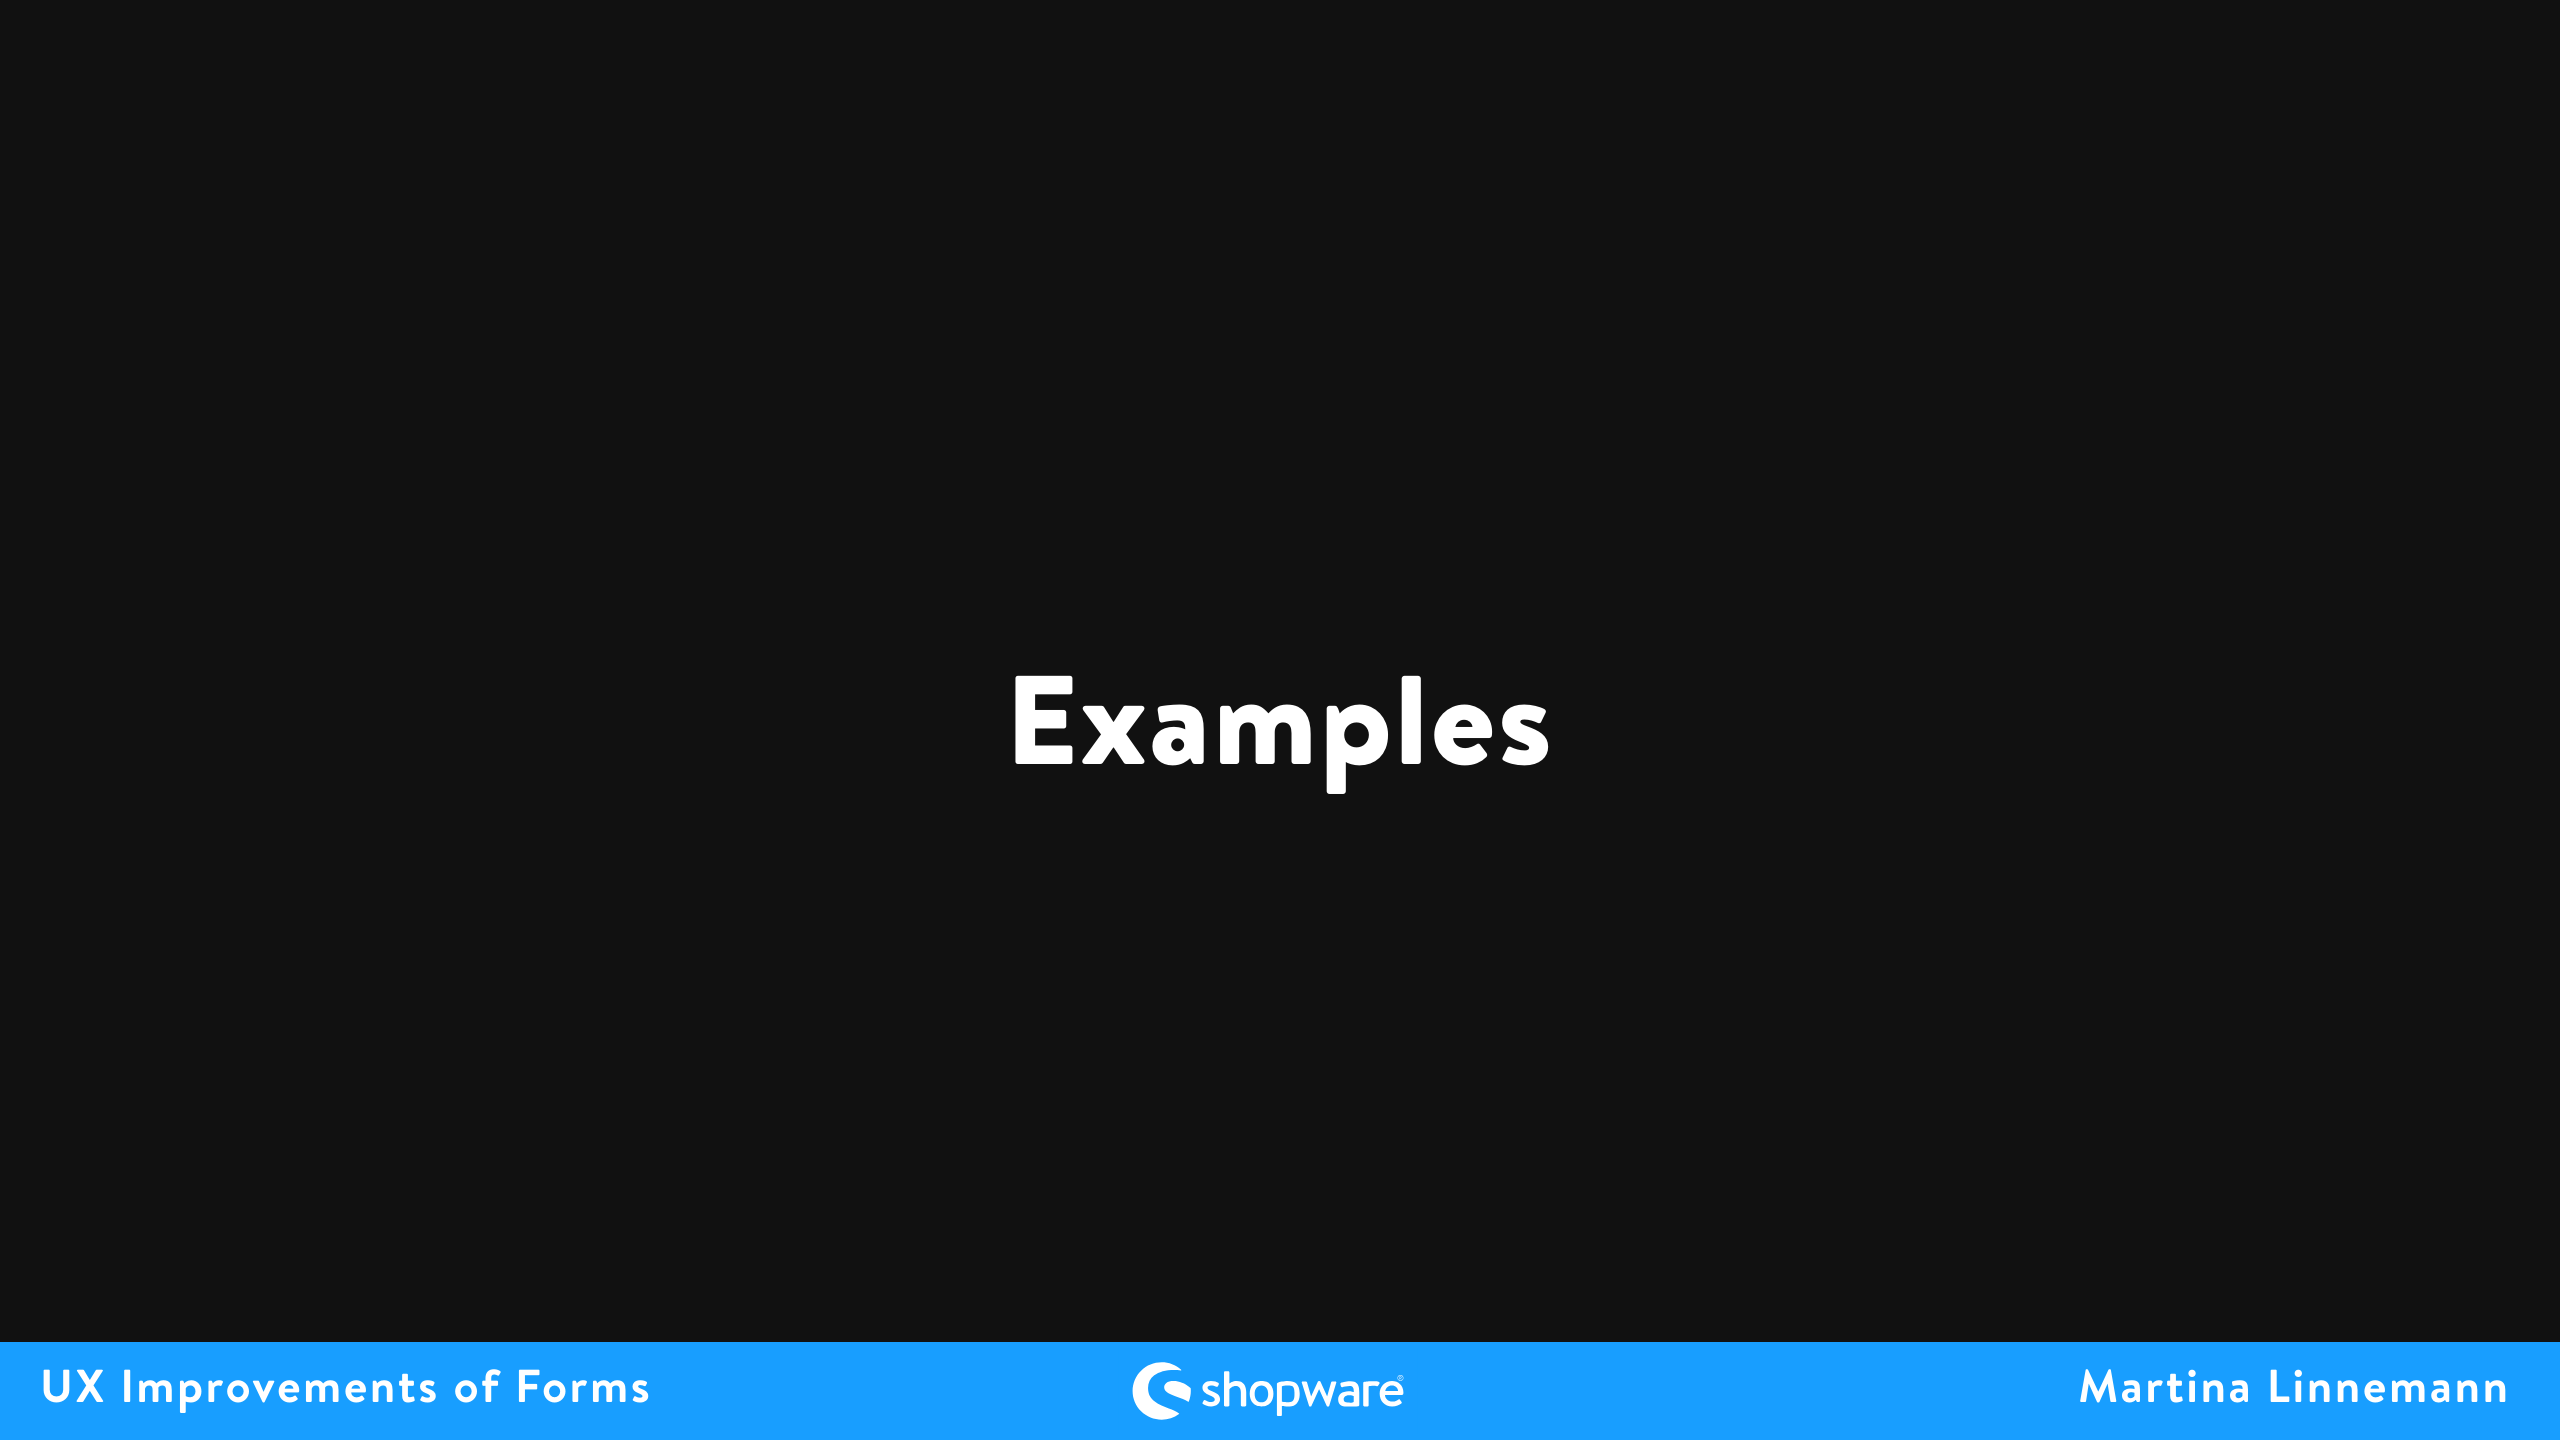 Examples
UX Improvements of Forms
shopware®
Martina Linnemann